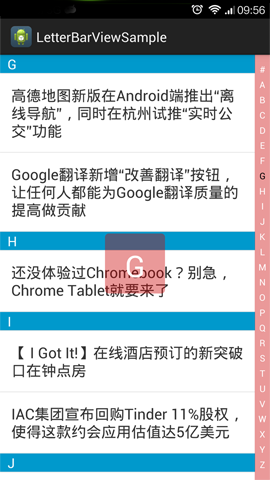 09:56
LetterBarViewSample
G
高德地图新版在Android端推出“离
线导航”，同时在杭州试推“实时公
交”功能
Google翻译新增“改善翻译”按钮，
让任何人都能为Google翻译质量的
提高做贡献
H
G
还没体验过Chromebook？别急，
Chrome Tablet就要来了
I
【 I Got It!】在线酒店预订的新突破
口在钟点房
IAC集团宣布回购Tinder 11%股权，
使得这款约会应用估值达5亿美元
J
#
A
B
C
D
E
F
G
H
I
J
K
L
M
N
O
P
Q
R
S
T
U
V
W
X
Y
Z